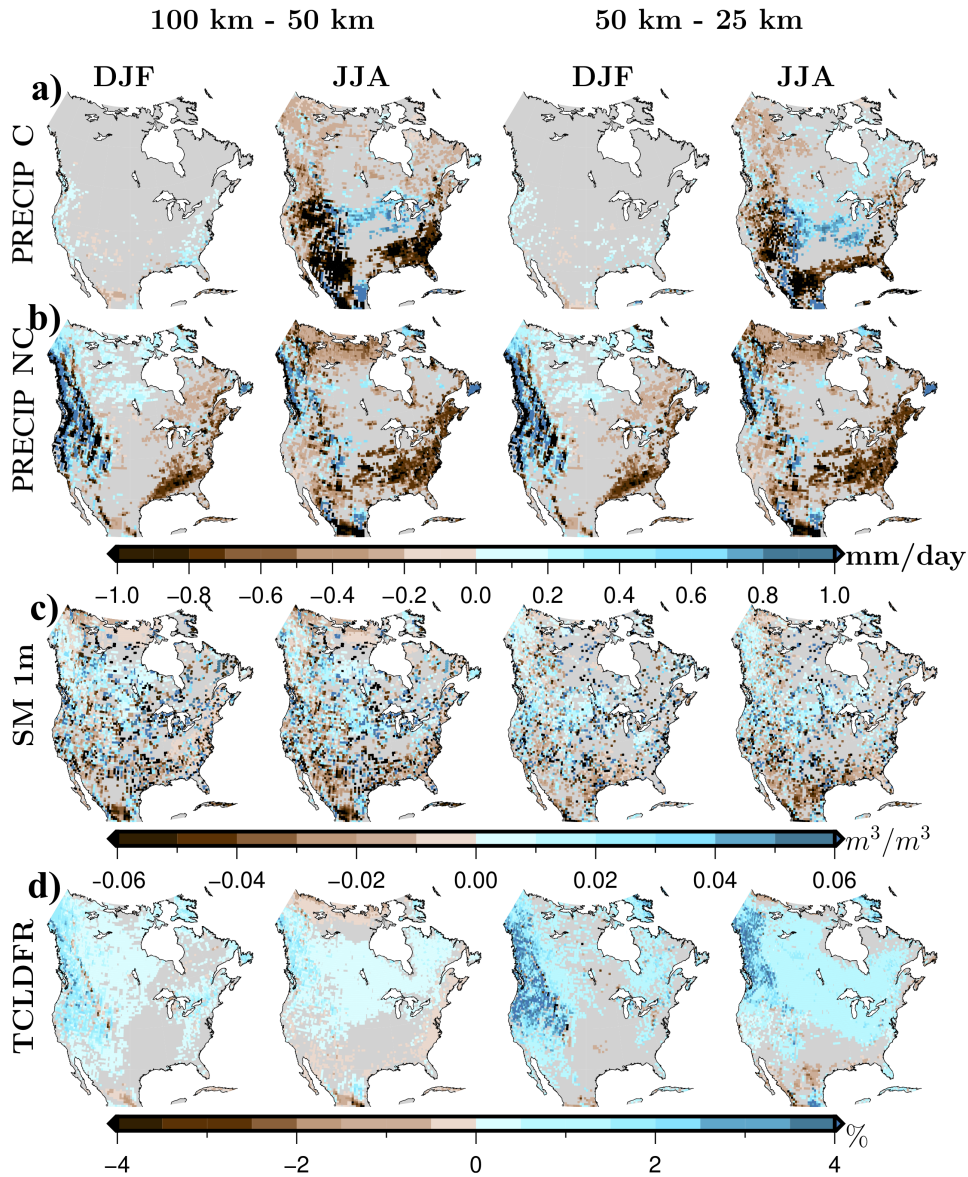 100 km - 50 km 50 km - 25 km
DJF JJA DJF JJA
a)
PRECIP C
b)
PRECIP NC
mm/day
−1.0 −0.8 −0.6 −0.4 −0.2 0.0 0.2 0.4 0.6 0.8 1.0
c)
SM 1m
m³/m³
−0.06 −0.04 −0.02 0.00 0.02 0.04 0.06
d)
TCLDFR
%
−4 −2 0 2 4